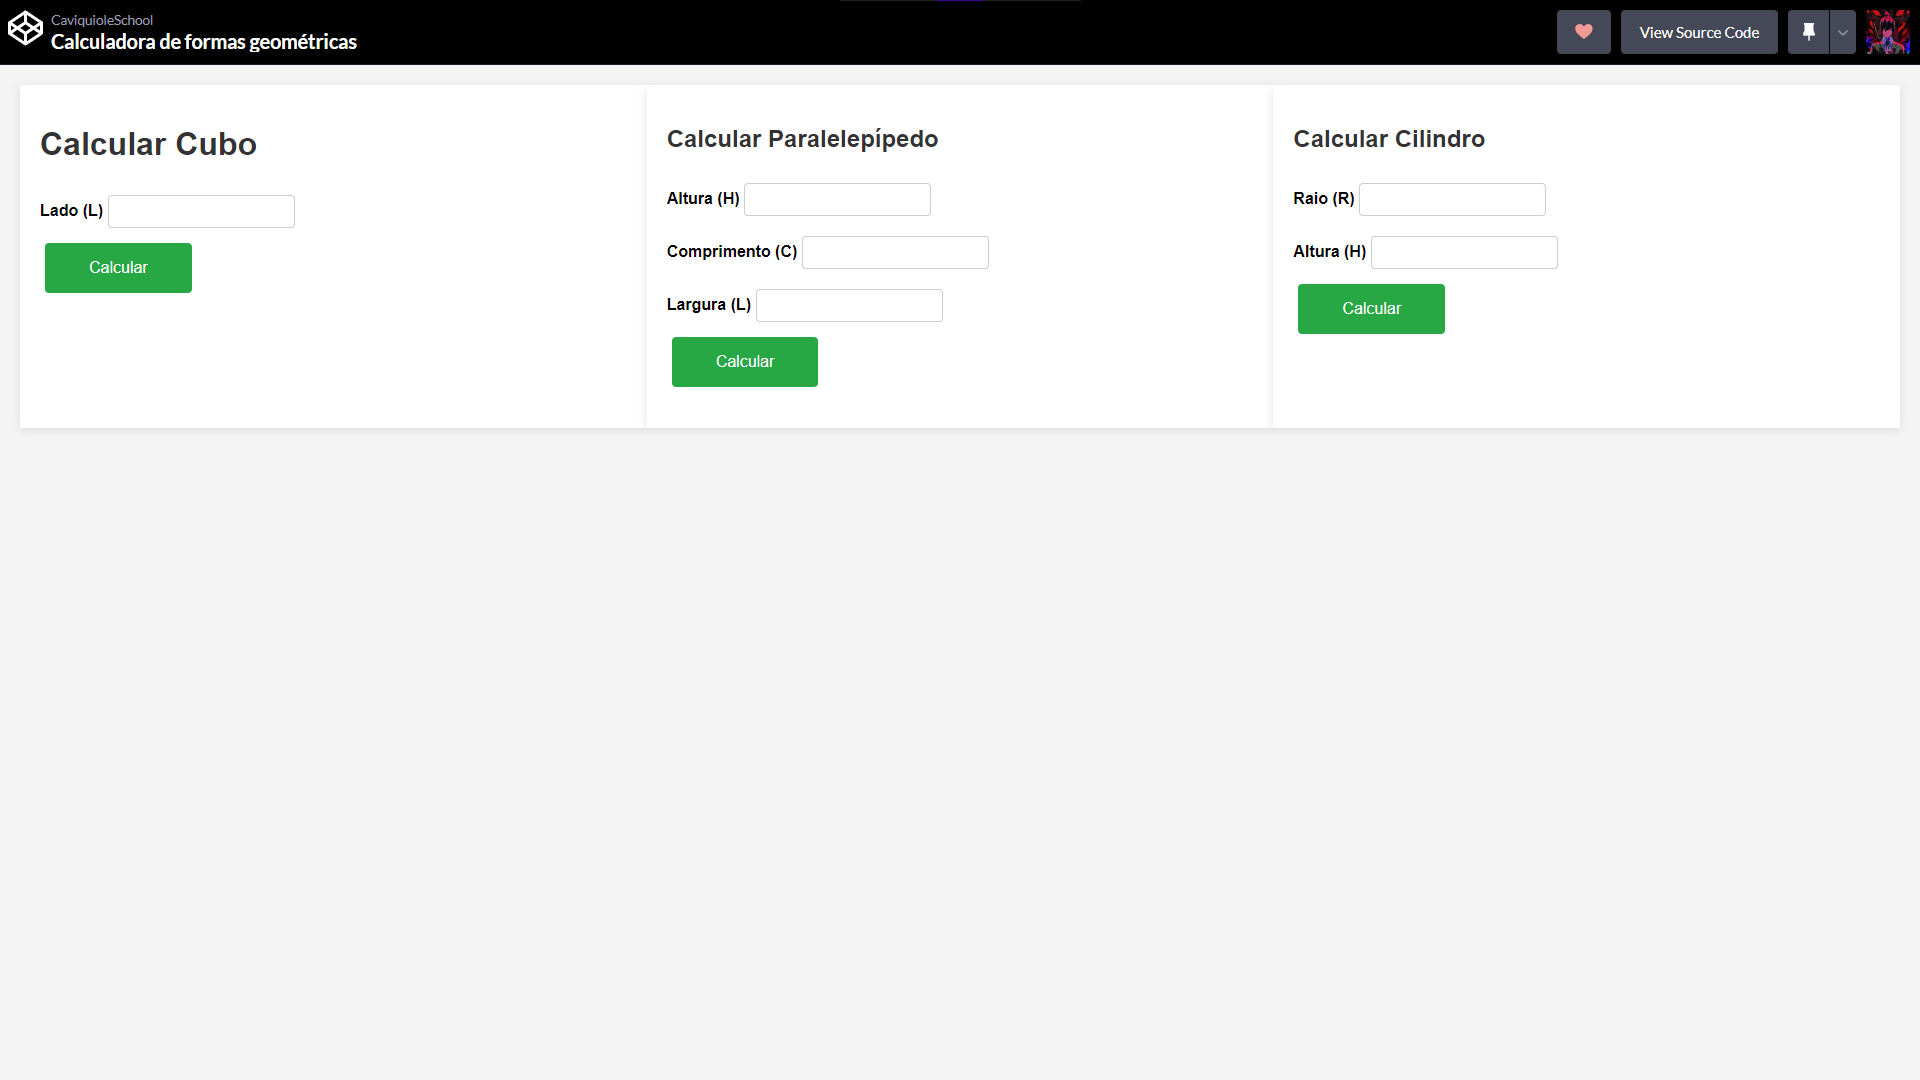 CaviquioleSchool
Calculadora de formas geométricas
View Source Code
Calcular Cubo
Lado (L)
Calcular
Calcular Paralelepípedo
Altura (H)
Comprimento (C)
Largura (L)
Calcular
Calcular Cilindro
Raio (R)
Altura (H)
Calcular